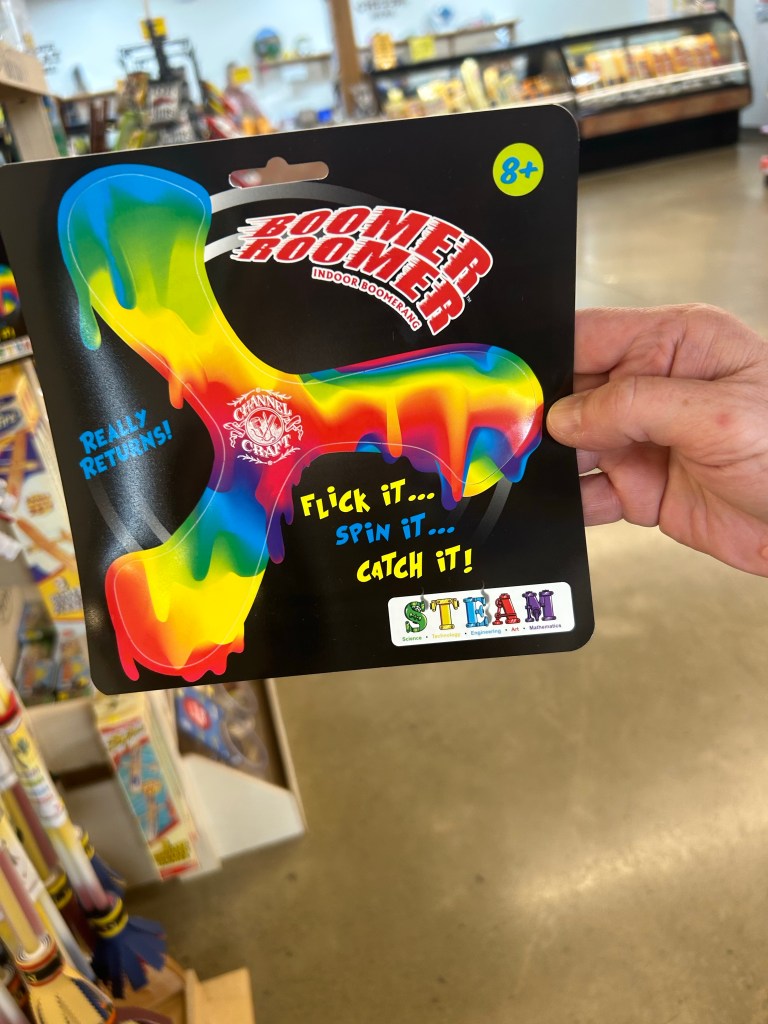 8+
BOOMER
ROOMER™
INDOOR BOOMERANG
CHANNEL
CRAFT
REALLY
RETURNS!
FLiCK iT...
SPiN iT...
CATCH iT!
STEAM
Science • Technology • Engineering • Art • Mathematics